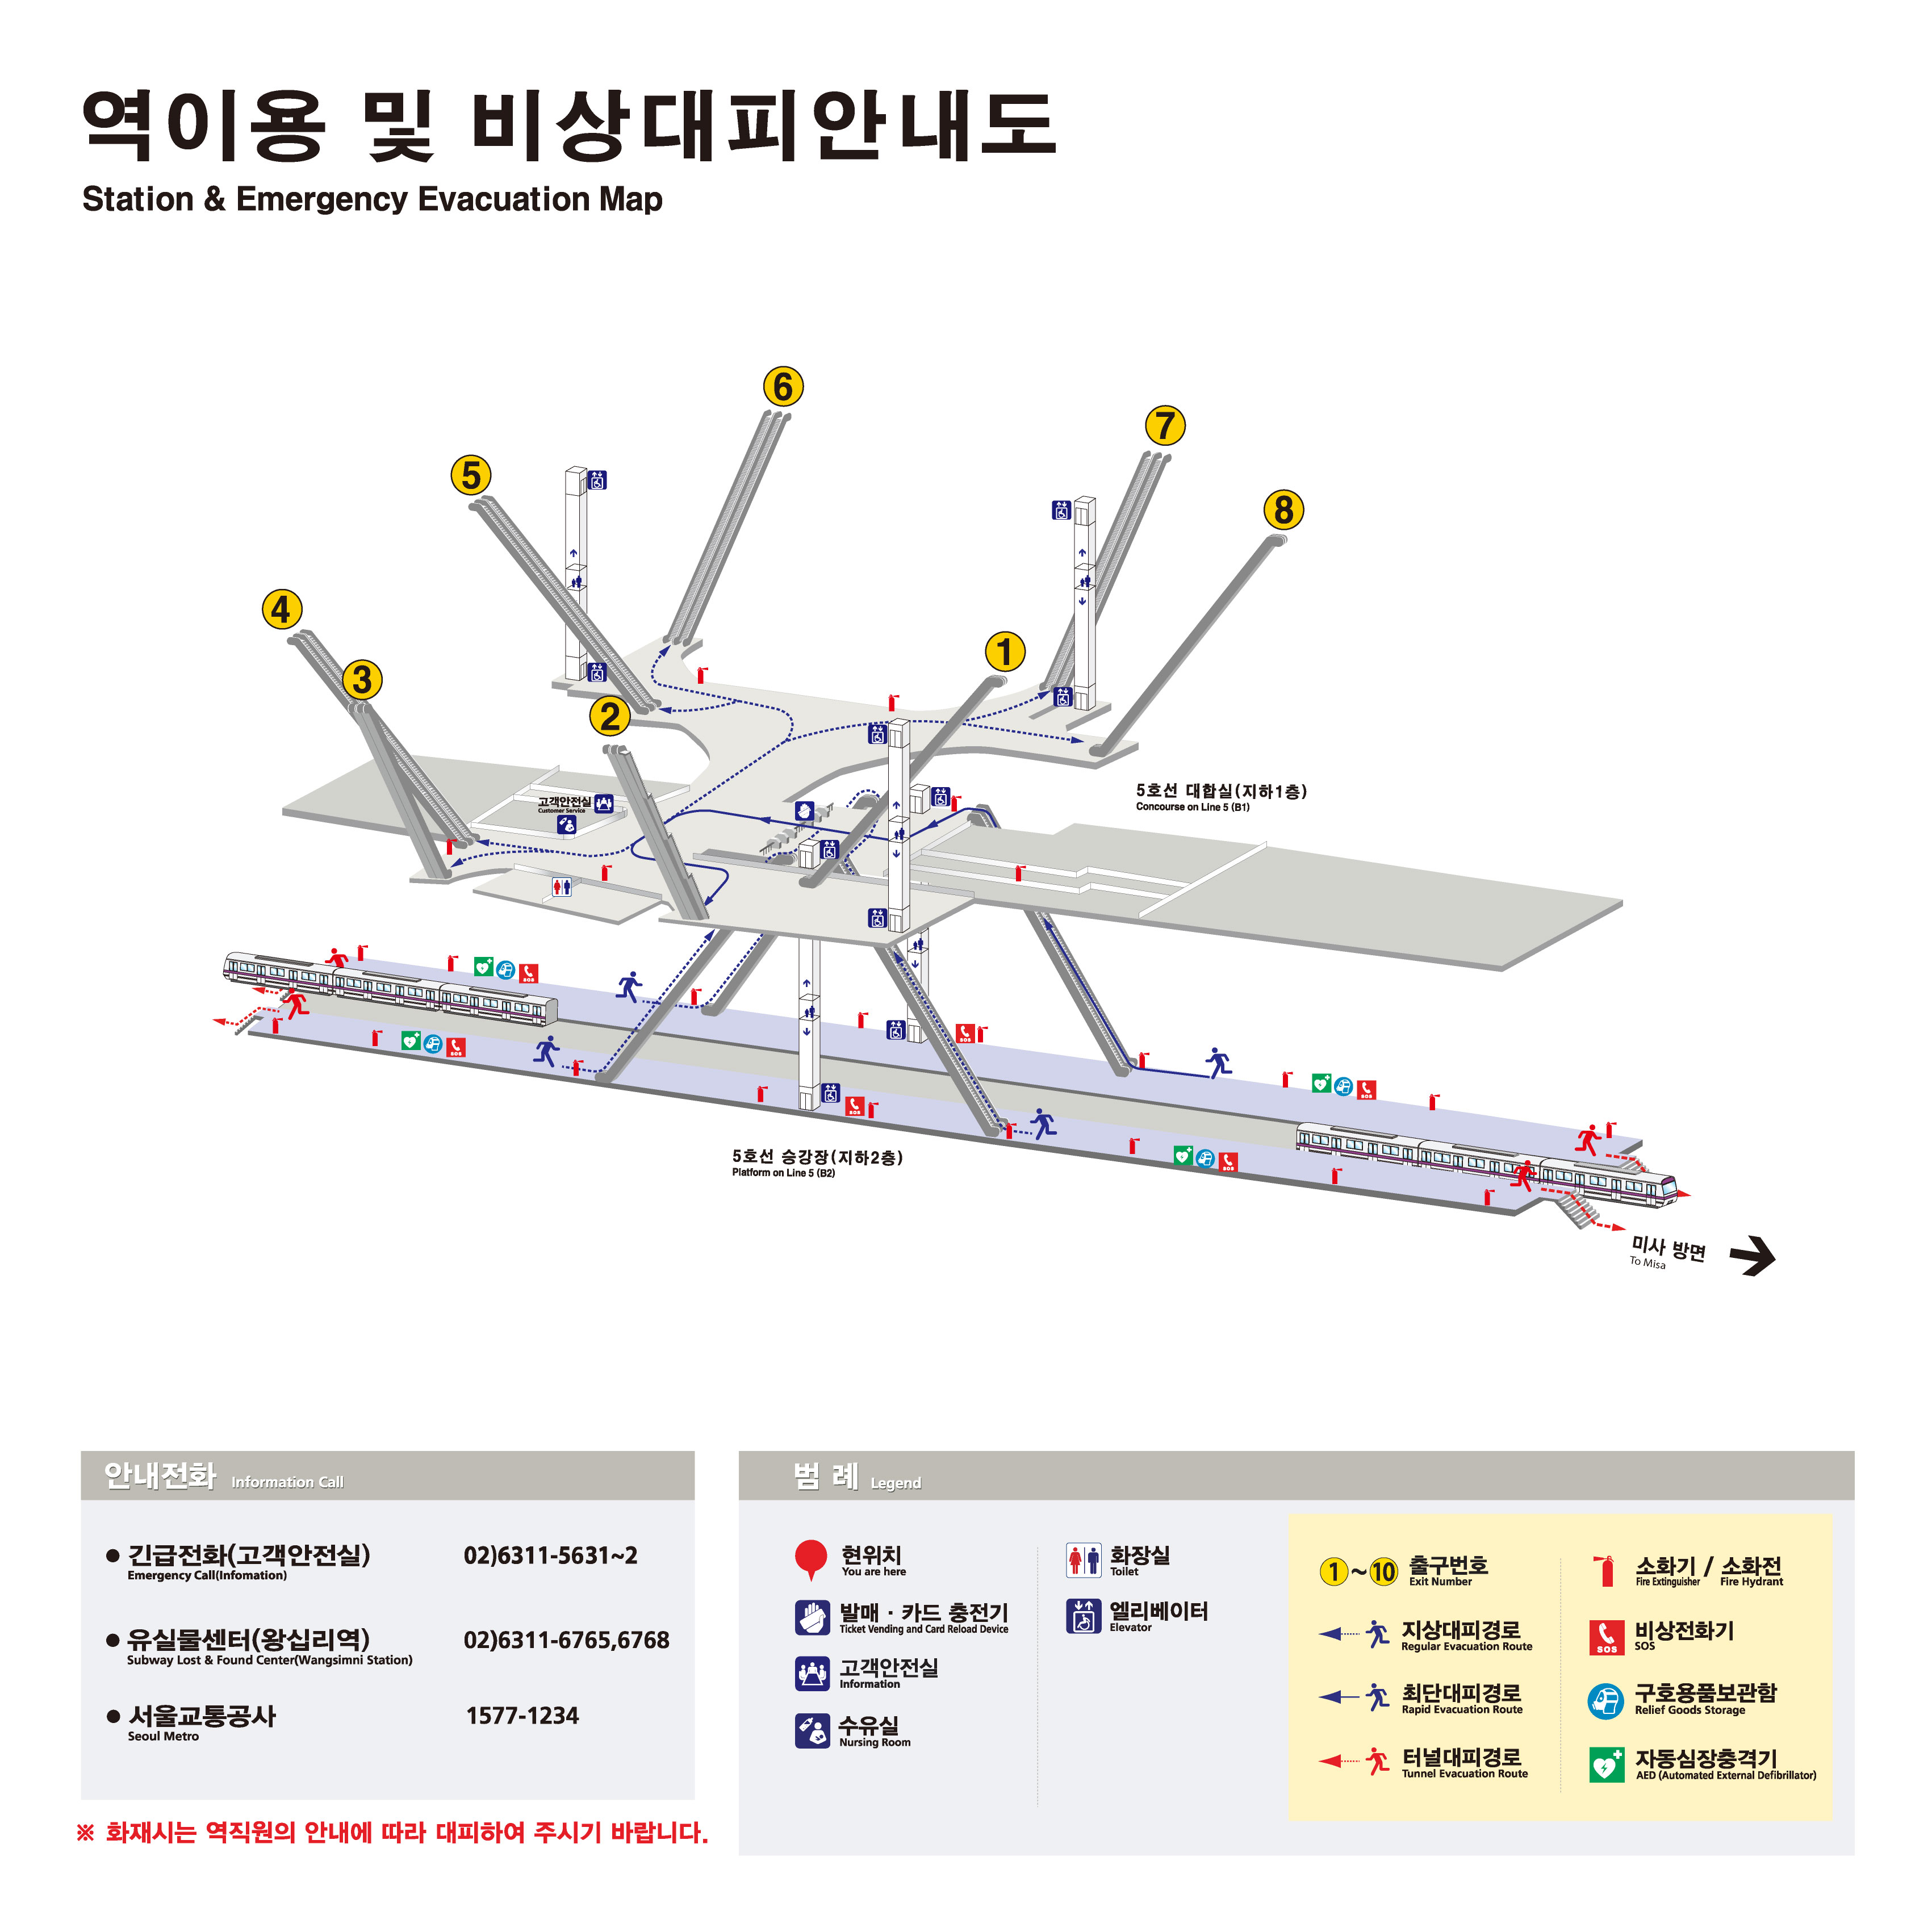 역이용 및 비상대피안내도
Station & Emergency Evacuation Map
6
7
5
8
4
1
3
2
고객안전실
Customer Service
5호선 대합실(지하1층)
Concourse on Line 5 (B1)
SOS
SOS
SOS
SOS
SOS
SOS
5호선 승강장(지하2층)
Platform on Line 5 (B2)
미사 방면
To Misa
안내전화 Information Call
긴급전화(고객안전실) 02)6311-5631~2
Emergency Call(Infomation)
유실물센터(왕십리역) 02)6311-6765,6768
Subway Lost & Found Center(Wangsimni Station)
서울교통공사 1577-1234
Seoul Metro
※ 화재시는 역직원의 안내에 따라 대피하여 주시기 바랍니다.
범 례 Legend
현위치
You are here
발매 · 카드 충전기
Ticket Vending and Card Reload Device
고객안전실
Information
수유실
Nursing Room
화장실
Toilet
엘리베이터
Elevator
1 ~ 10 출구번호
Exit Number
지상대피경로
Regular Evacuation Route
최단대피경로
Rapid Evacuation Route
터널대피경로
Tunnel Evacuation Route
소화기 / 소화전
Fire Extinguisher Fire Hydrant
SOS 비상전화기
SOS
구호용품보관함
Relief Goods Storage
자동심장충격기
AED (Automated External Defibrillator)